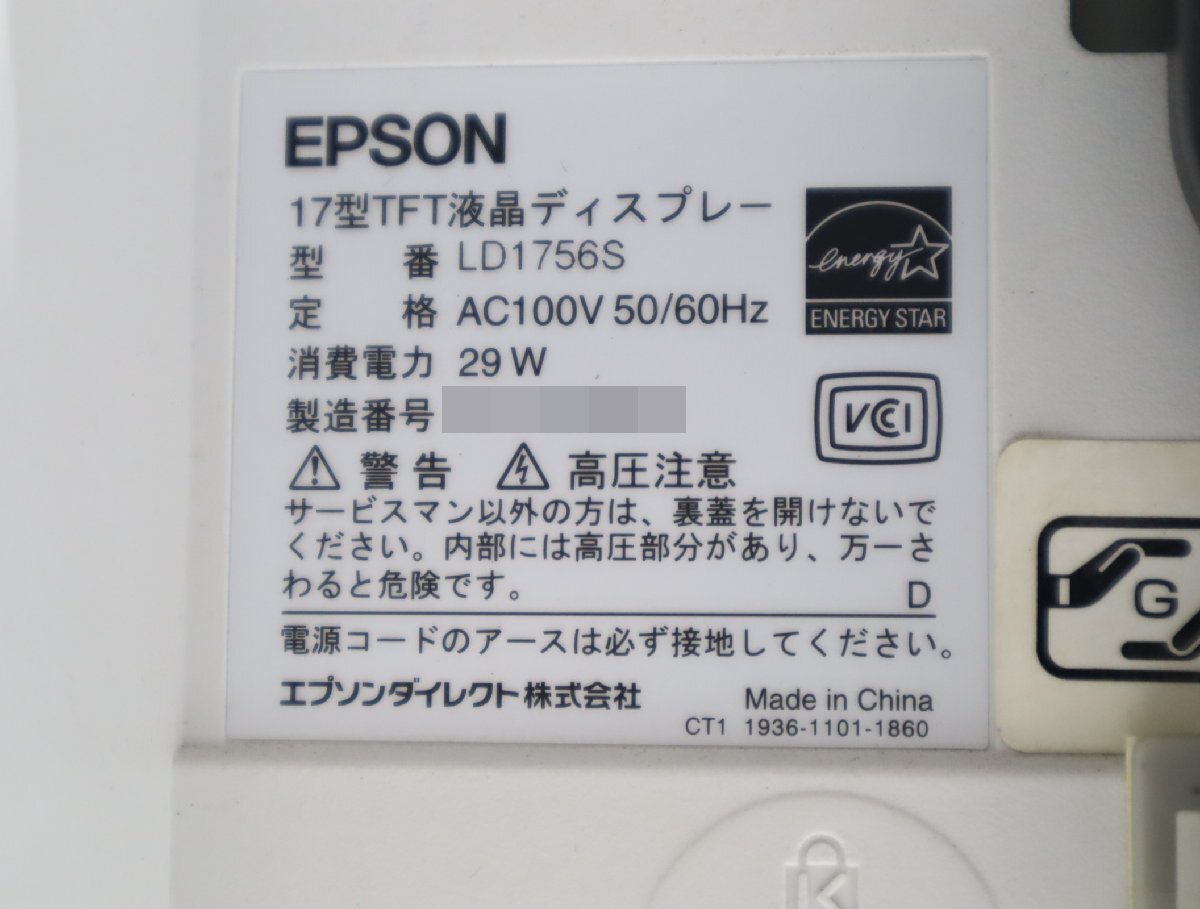 EPSON
17型TFT液晶ディスプレー
型　番 LD1756S
定　格 AC100V 50/60Hz
消費電力 29W
製造番号
energy
ENERGY STAR
VCCI
警告 高圧注意
サービスマン以外の方は、裏蓋を開けないで
ください。内部には高圧部分があり、万一さ
わると危険です。
D
電源コードのアースは必ず接地してください。
エプソンダイレクト株式会社
Made in China
CT1 1936-1101-1860
G
K